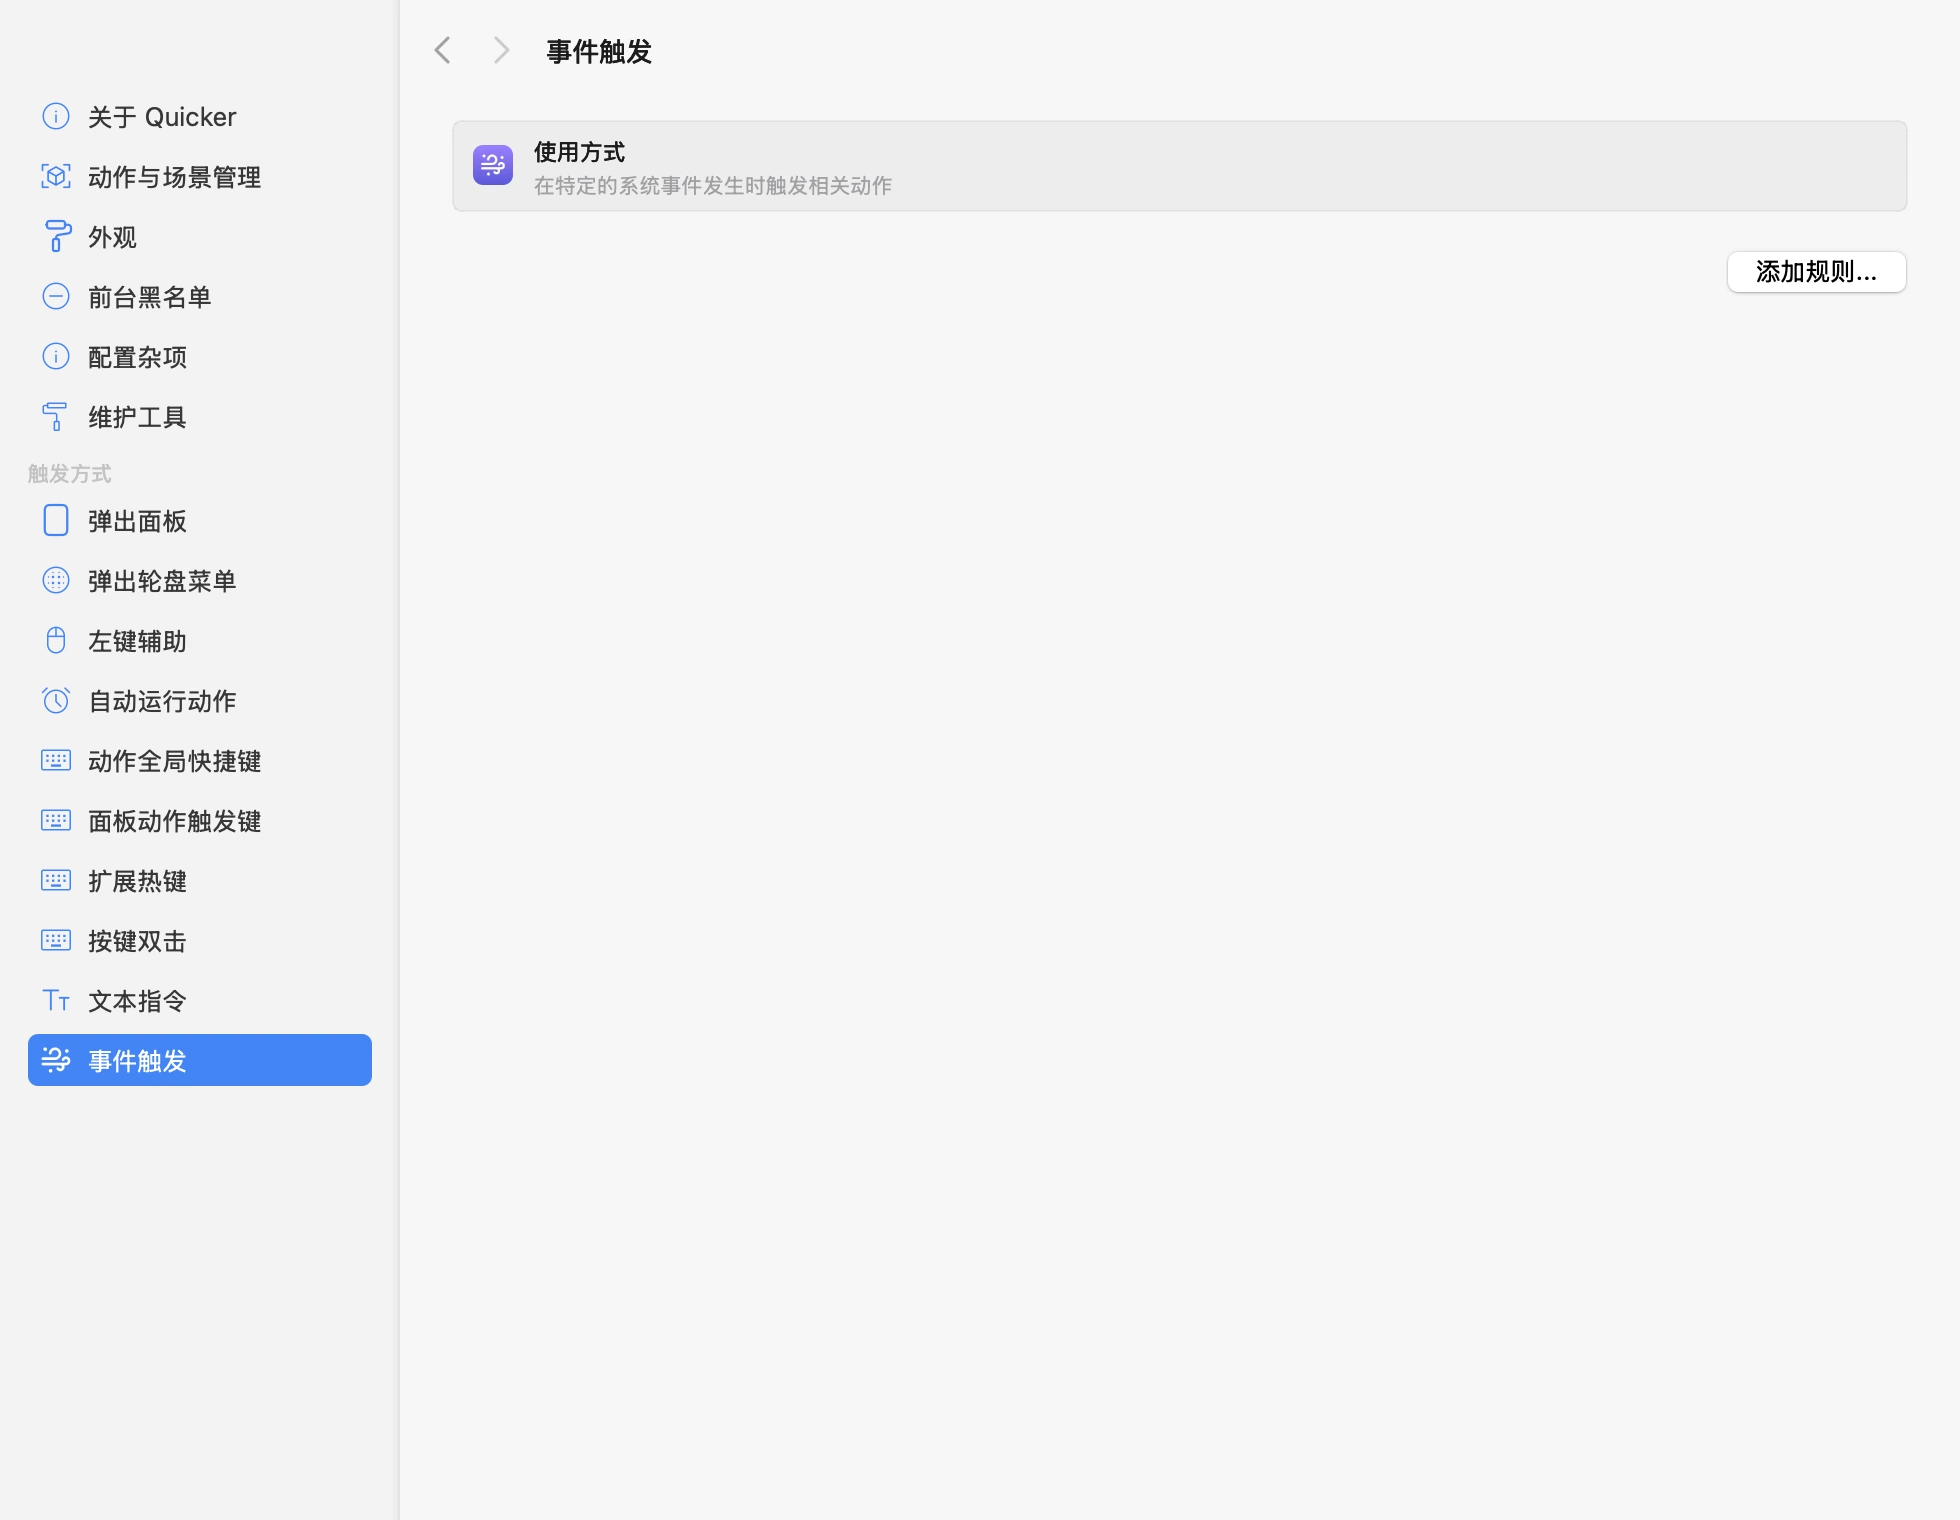 关于 Quicker
动作与场景管理
外观
前台黑名单
配置杂项
维护工具
触发方式
弹出面板
弹出轮盘菜单
左键辅助
自动运行动作
动作全局快捷键
面板动作触发键
扩展热键
按键双击
文本指令
事件触发
事件触发
使用方式
在特定的系统事件发生时触发相关动作
添加规则...